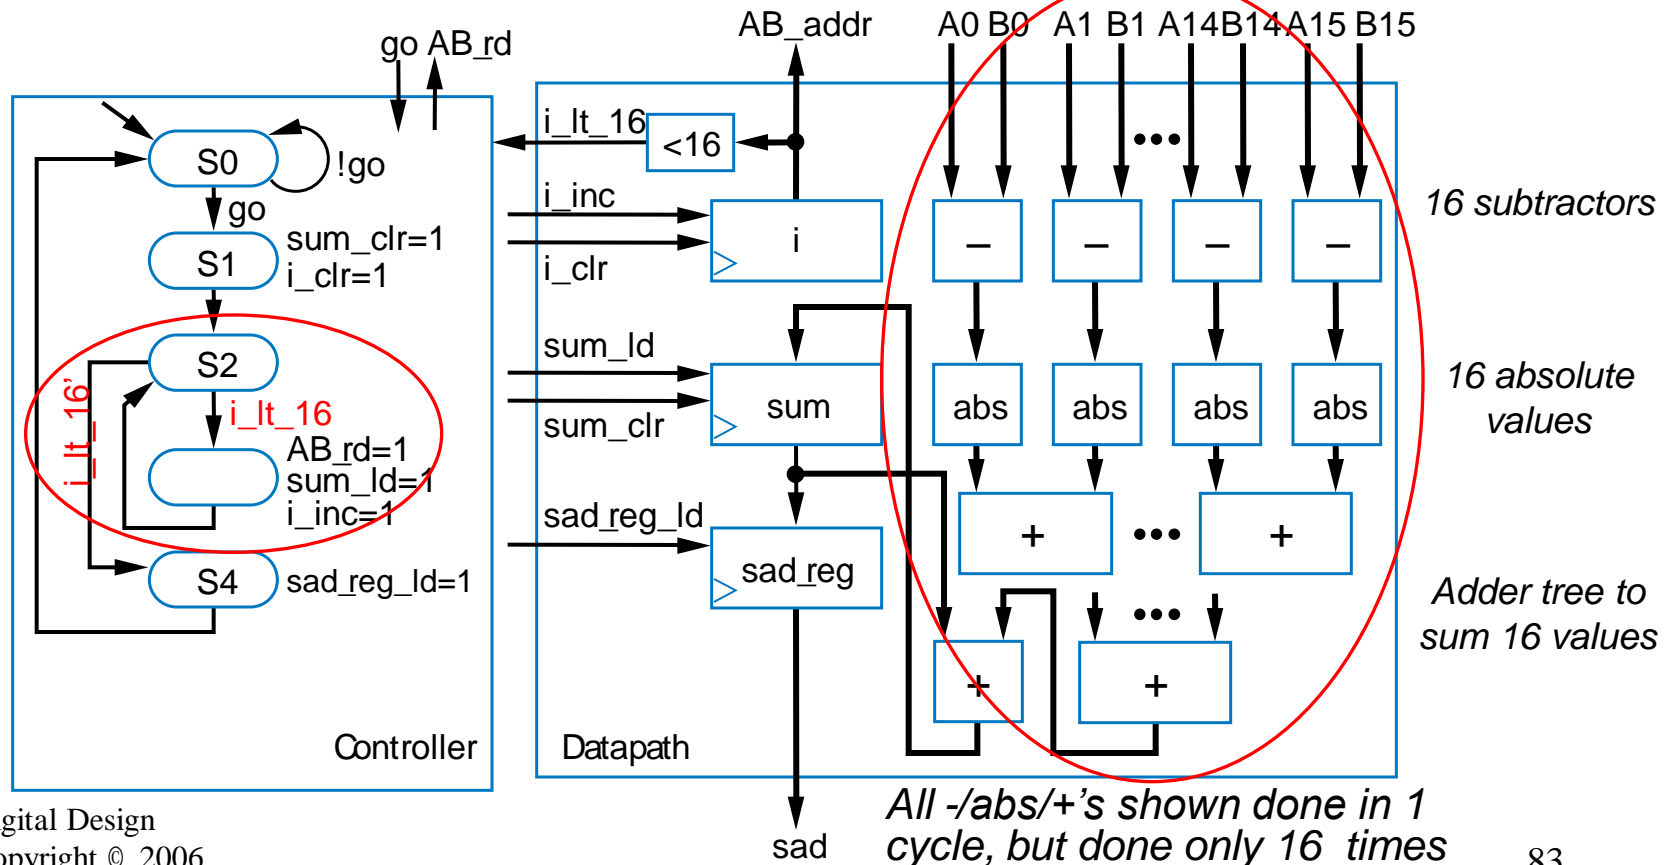 go AB_rd
AB_addr
A0 B0 A1 B1 A14 B14 A15 B15
S0
!go
go
S1
sum_clr=1
i_clr=1
S2
i_lt_16
i_lt_16'
AB_rd=1
sum_ld=1
i_inc=1
S4
sad_reg_ld=1
Controller
i_lt_16
<16
i_inc
i
i_clr
sum_ld
sum
sum_clr
sad_reg_ld
sad_reg
Datapath
sad
•••
– – – –
abs abs abs abs
+ ••• +
•••
+ +
16 subtractors
16 absolute
values
Adder tree to
sum 16 values
All -/abs/+'s shown done in 1
cycle, but done only 16 times
Design
© 2006
83